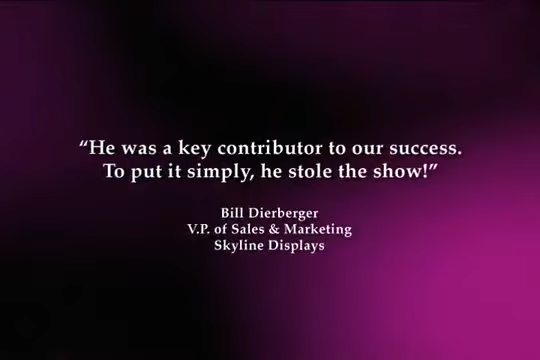 “He was a key contributor to our success.
To put it simply, he stole the show!”
Bill Dierberger
V.P. of Sales & Marketing
Skyline Displays